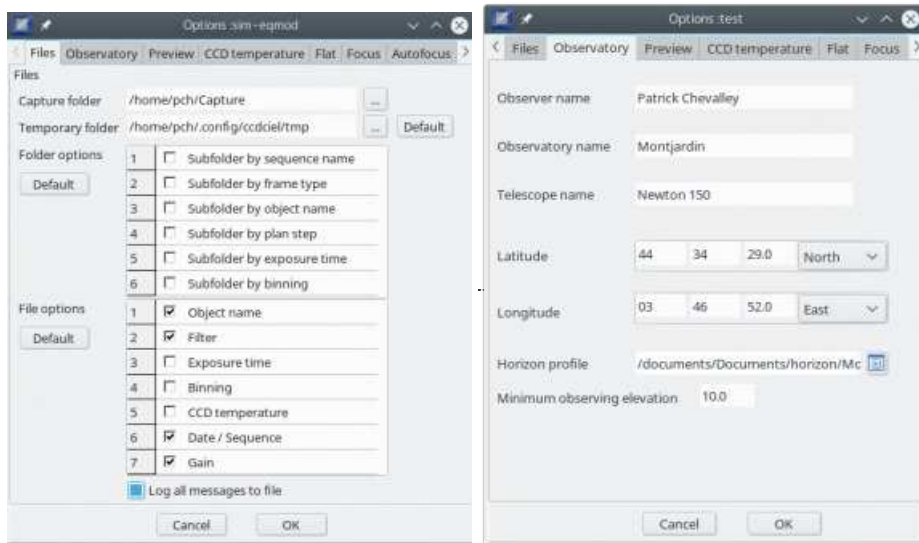 Options :sim-eqmod
Files Observatory Preview CCD temperature Flat Focus Autofocus
Files
Capture folder /home/pch/Capture ...
Temporary folder /home/pch/.config/ccdciel/tmp ... Default
Folder options
Default
1 Subfolder by sequence name
2 Subfolder by frame type
3 Subfolder by object name
4 Subfolder by plan step
5 Subfolder by exposure time
6 Subfolder by binning
File options
Default
1 Object name
2 Filter
3 Exposure time
4 Binning
5 CCD temperature
6 Date / Sequence
7 Gain
Log all messages to file
Cancel OK
Options :test
Files Observatory Preview CCD temperature Flat Focus
Observer name Patrick Chevalley
Observatory name Montjardin
Telescope name Newton 150
Latitude 44 34 29.0 North
Longitude 03 46 52.0 East
Horizon profile /documents/Documents/horizon/Mc
Minimum observing elevation 10.0
Cancel OK